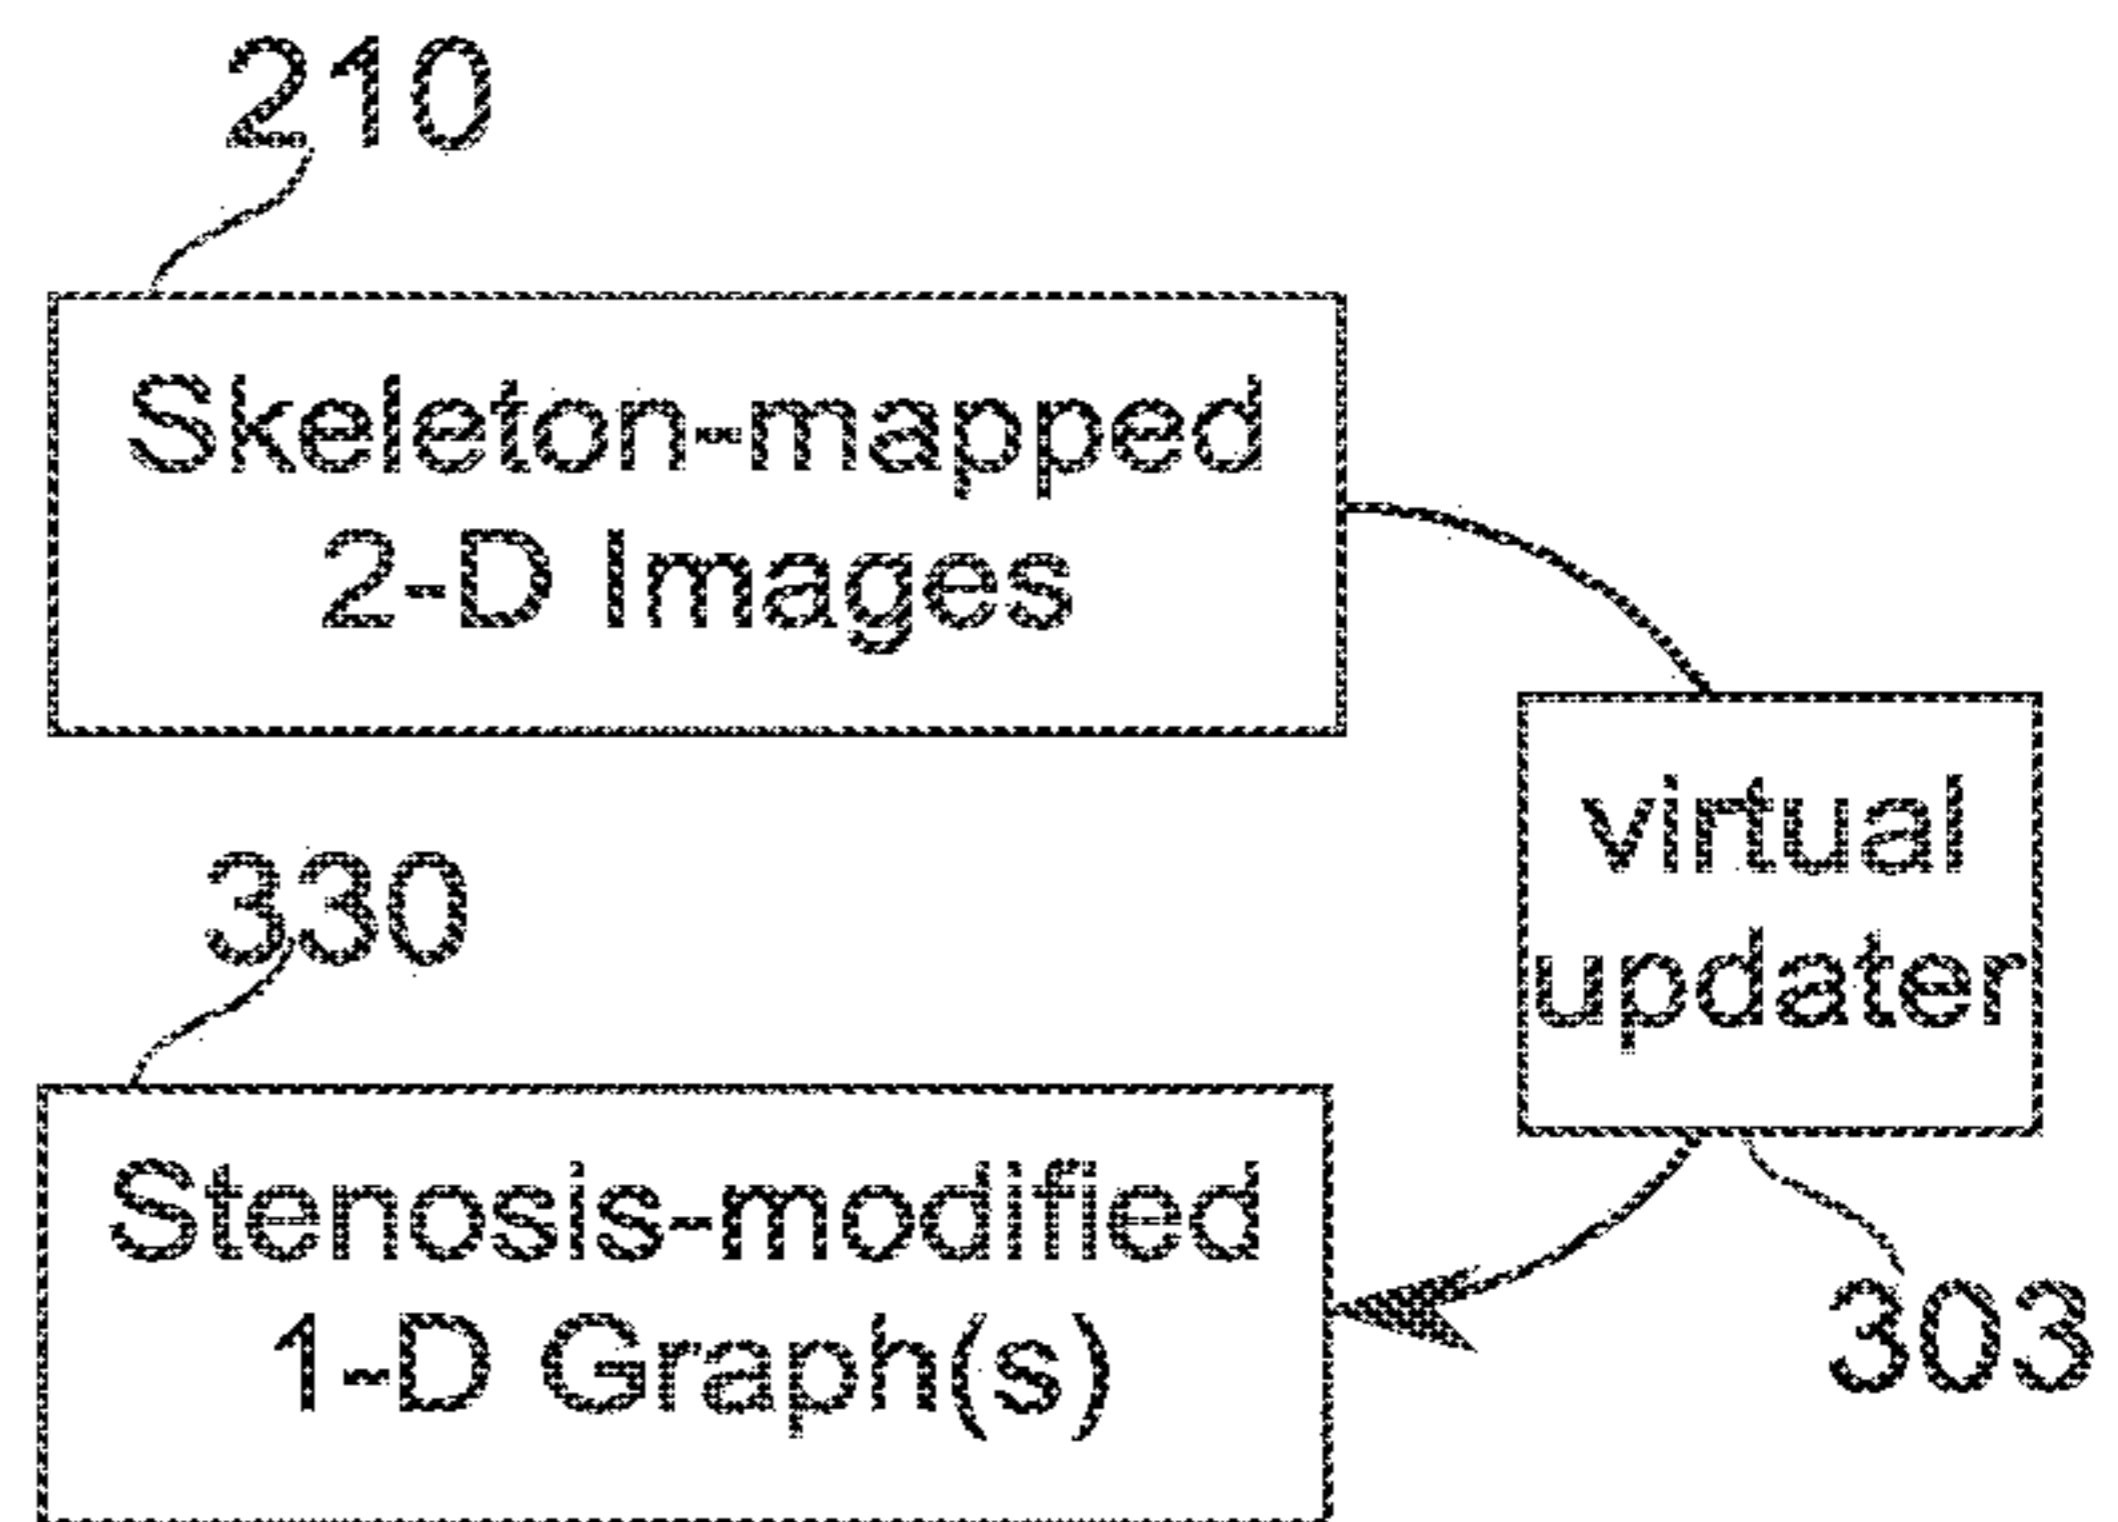 210
Skeleton-mapped
2-D Images
virtual
updater
330
Stenosis-modified
1-D Graph(s)
303